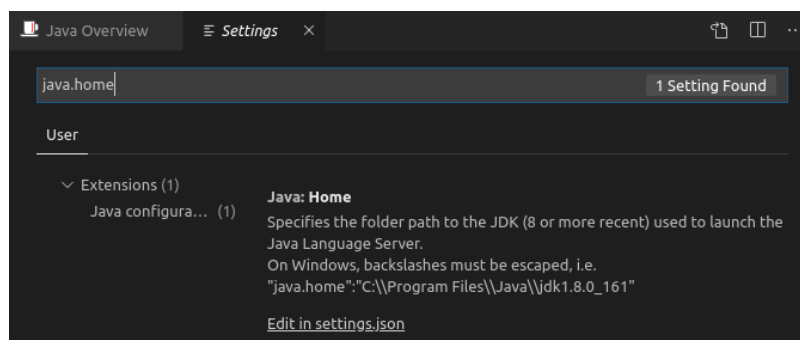 Java Overview
Settings
java.home
1 Setting Found
User
Extensions (1)
Java configura... (1)
Java: Home
Specifies the folder path to the JDK (8 or more recent) used to launch the
Java Language Server.
On Windows, backslashes must be escaped, i.e.
"java.home":"C:\\Program Files\\Java\\jdk1.8.0_161"
Edit in settings.json